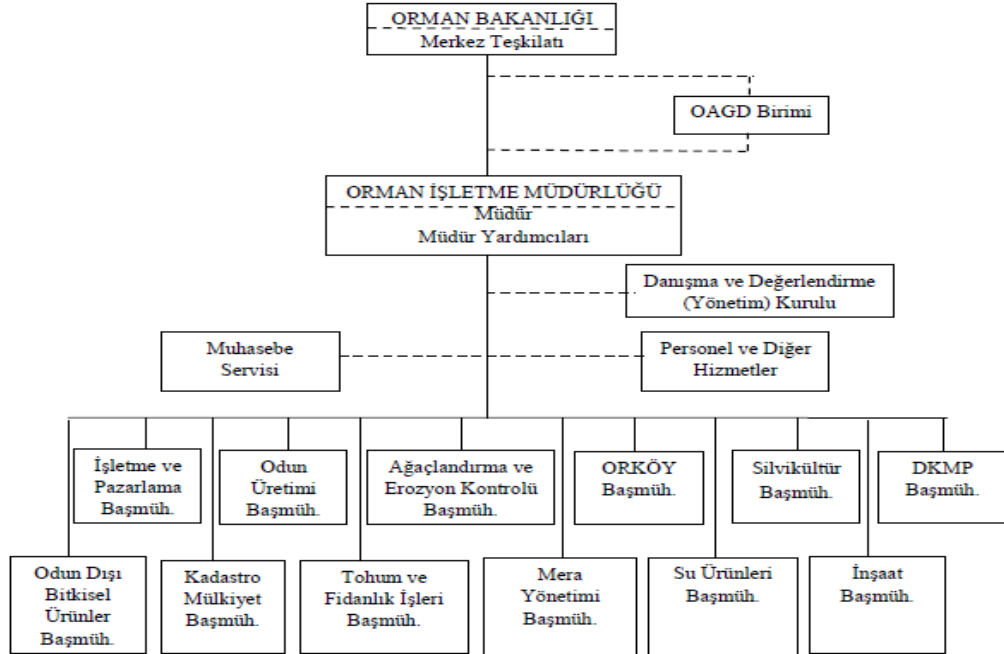 ORMAN BAKANLIĞI
Merkez Teşkilatı
OAGD Birimi
ORMAN İŞLETME MÜDÜRLÜĞÜ
Müdür
Müdür Yardımcıları
Danışma ve Değerlendirme
(Yönetim) Kurulu
Muhasebe
Servisi
Personel ve Diğer
Hizmetler
İşletme ve
Pazarlama
Başmüh.
Odun
Üretimi
Başmüh.
Ağaçlandırma ve
Erozyon Kontrolü
Başmüh.
ORKÖY
Başmüh.
Silvikültür
Başmüh.
DKMP
Başmüh.
Odun Dışı
Bitkisel
Ürünler
Başmüh.
Kadastro
Mülkiyet
Başmüh.
Tohum ve
Fidanlık İşleri
Başmüh.
Mera
Yönetimi
Başmüh.
Su Ürünleri
Başmüh.
İnşaat
Başmüh.